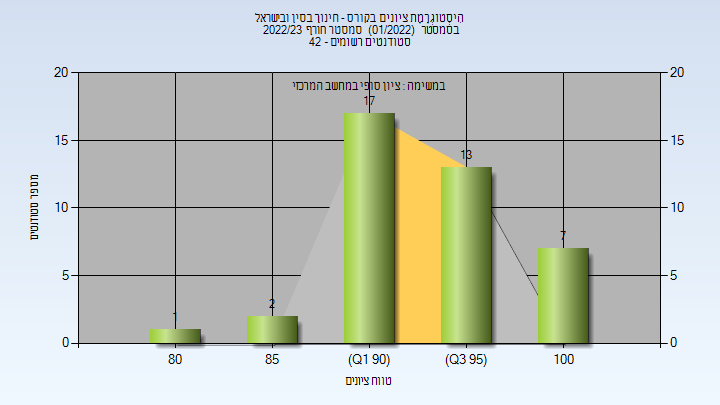 היסטוגרמת ציונים בקורס - חינוך בסין ובישראל
בסמסטר (01/2022) סמסטר חורף 2022/23
סטודנטים רשומים - 42
במשימה : ציון סופי במחשב המרכזי
20
20
15
15
10
10
5
5
0
0
מספר סטודנטים
1
2
17
13
7
80
85
(Q1 90)
(Q3 95)
100
טווח ציונים